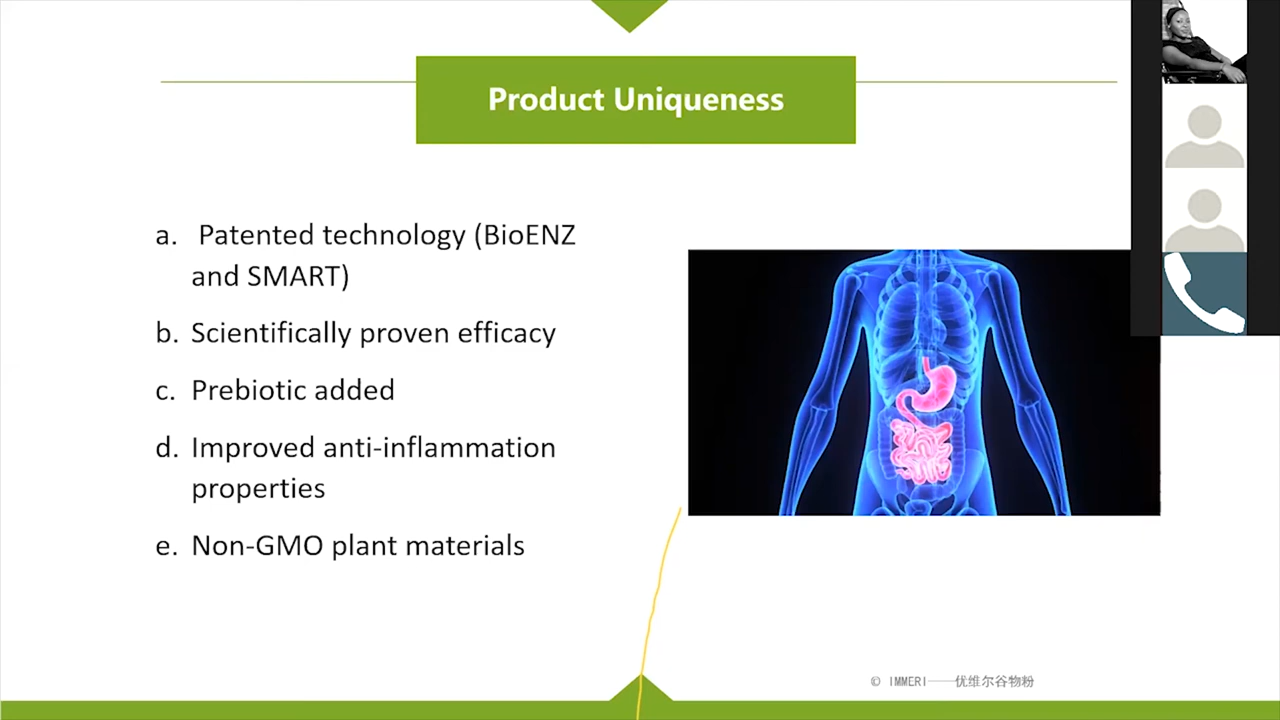 Product Uniqueness
a. Patented technology (BioENZ
and SMART)
b. Scientifically proven efficacy
c. Prebiotic added
d. Improved anti-inflammation
properties
e. Non-GMO plant materials
© IMMERI——优维尔谷物粉